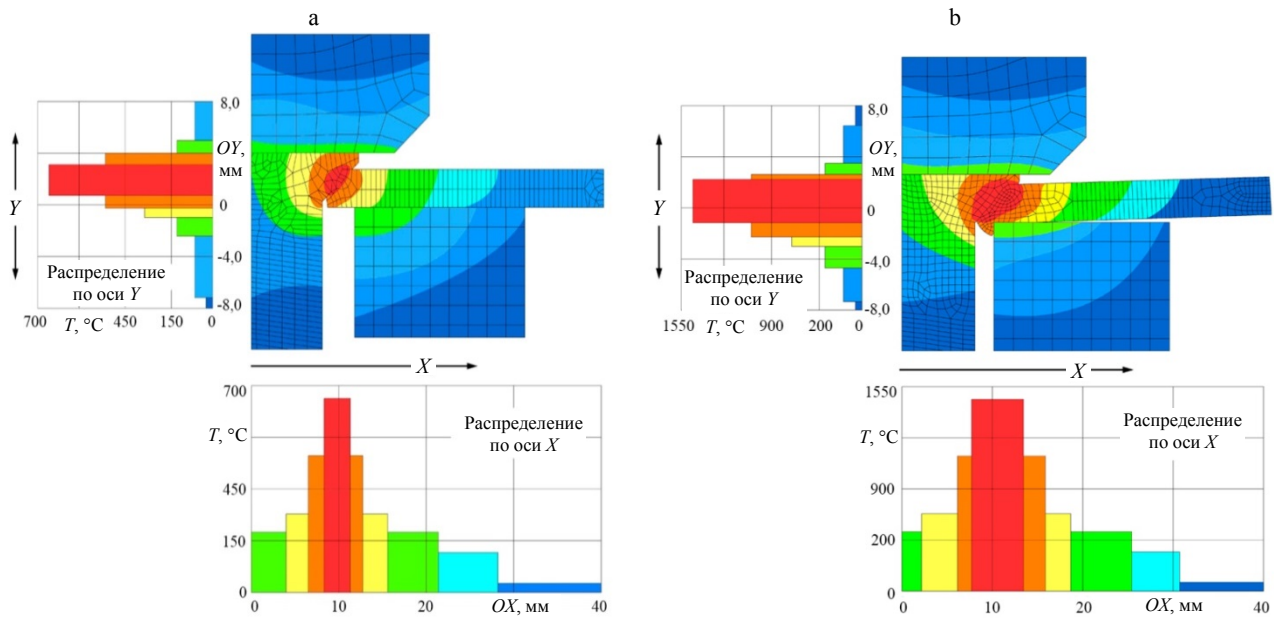 a
8,0
OY,
мм
0
-4,0
-8,0
Y
Распределение
по оси Y
700 T, °C 450 150 0
X
700
T, °C
450
150
0
Распределение
по оси X
0 10 20 OX, мм 40
b
8,0
OY,
мм
0
-4,0
-8,0
Y
Распределение
по оси Y
1550 T, °C 900 200 0
X
1550
T, °C
900
200
0
Распределение
по оси X
0 10 20 OX, мм 40